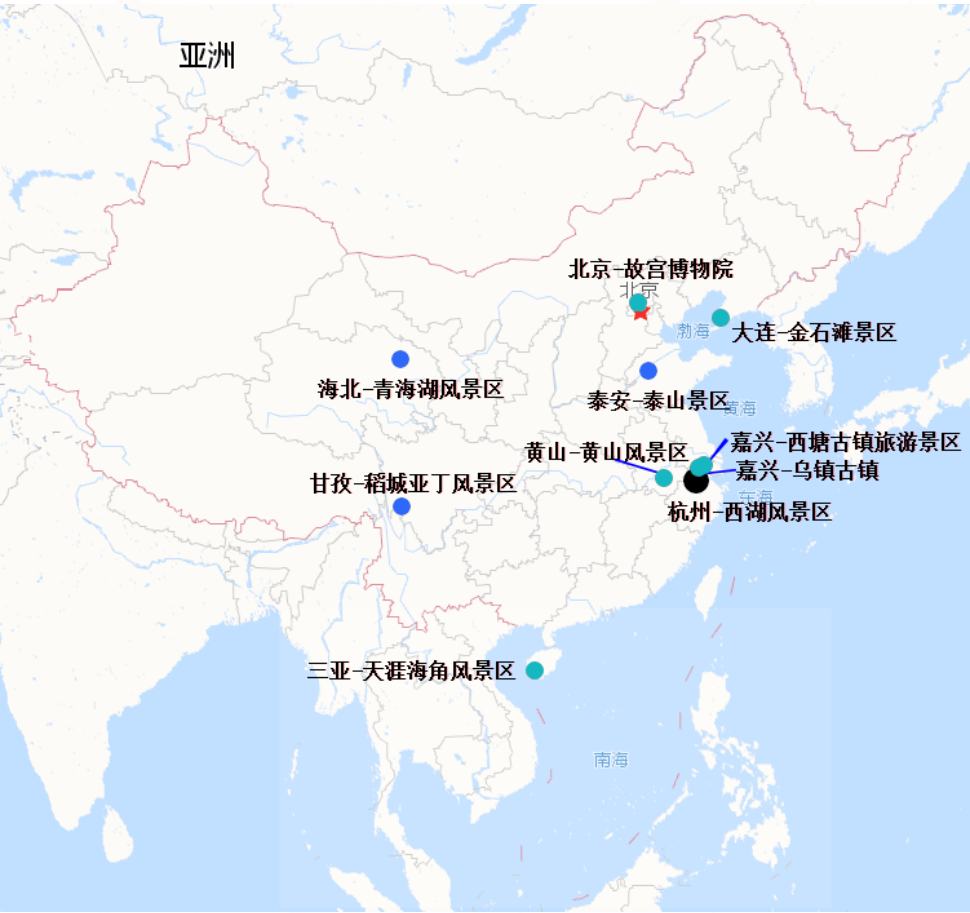 亚洲
北京-故宫博物院
北京
渤海
大连-金石滩景区
海北-青海湖风景区
泰安-泰山景区
黄海
嘉兴-西塘古镇旅游景区
黄山-黄山风景区
嘉兴-乌镇古镇
甘孜-稻城亚丁风景区
东海
杭州-西湖风景区
三亚-天涯海角风景区
南海